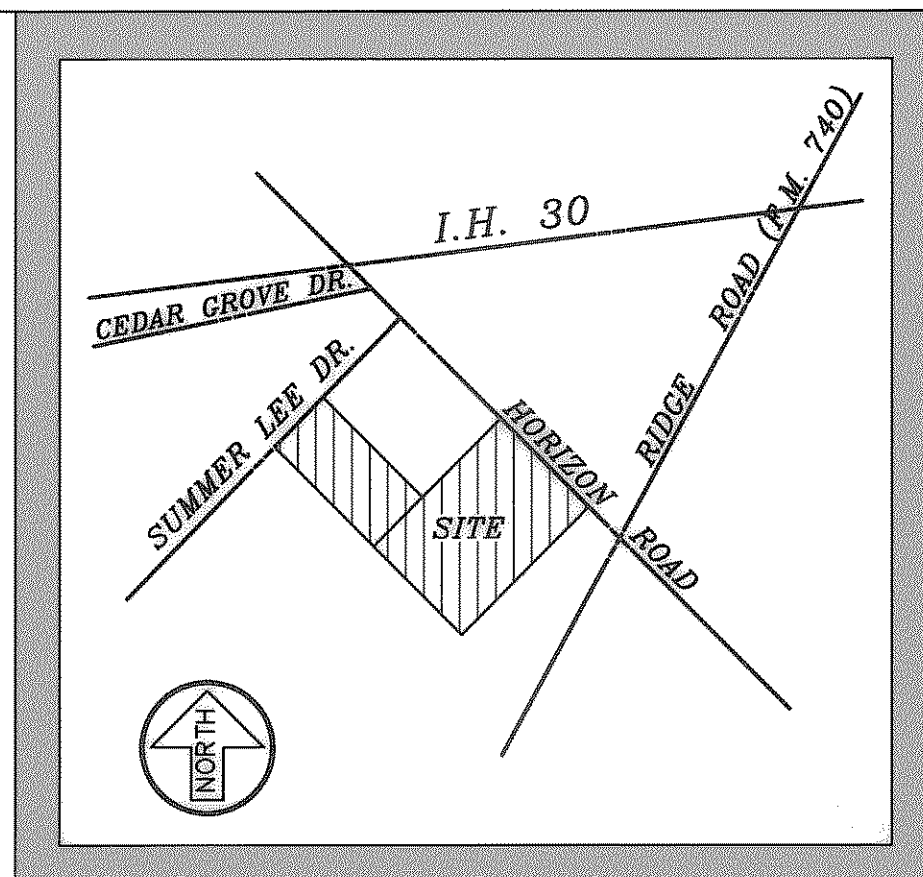 I.H. 30
RIDGE ROAD (F.M. 740)
CEDAR GROVE DR.
SUMMER LEE DR.
HORIZON ROAD
SITE
NORTH